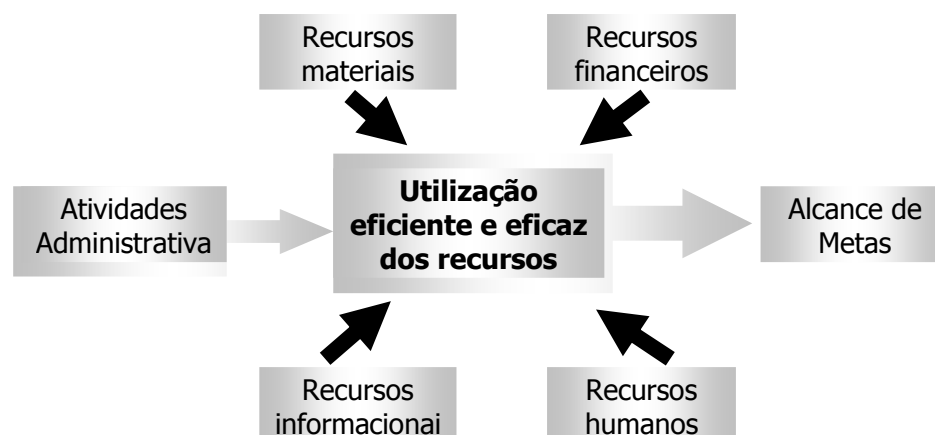 Recursos
materiais
Recursos
financeiros
Atividades
Administrativa
Utilização
eficiente e eficaz
dos recursos
Alcance de
Metas
Recursos
informacionai
Recursos
humanos